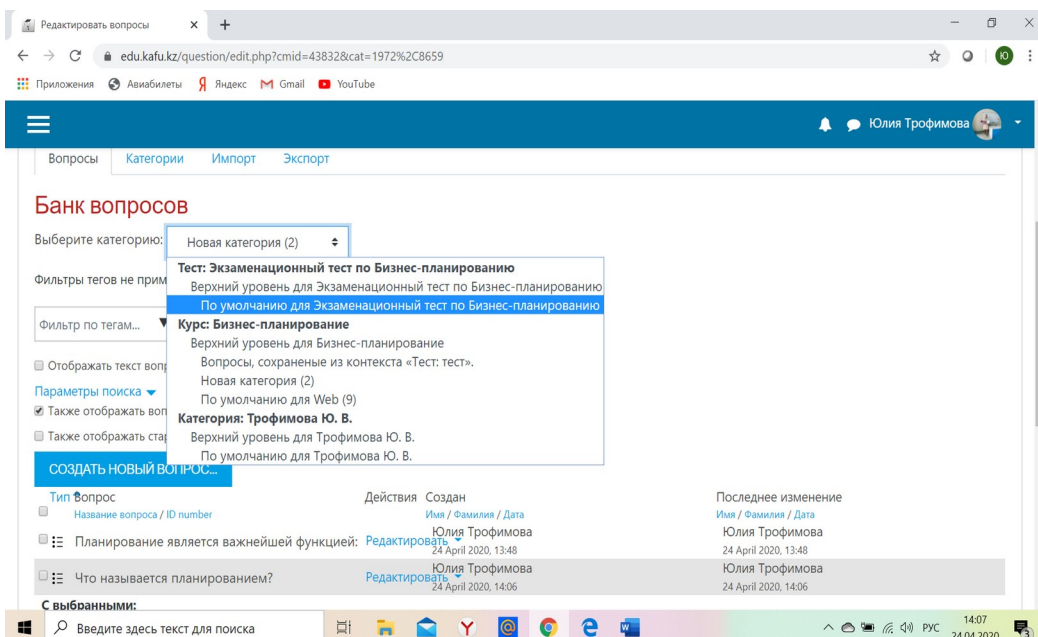 Редактировать вопросы
edu.kafu.kz/question/edit.php?cmid=43832&cat=1972%2C8659
Ю
Приложения Авиабилеты Яндекс Gmail YouTube
Юлия Трофимова
Вопросы Категории Импорт Экспорт
Банк вопросов
Выберите категорию: Новая категория (2)
Тест: Экзаменационный тест по Бизнес-планированию
Фильтры тегов не прим
Верхний уровень для Экзаменационный тест по Бизнес-планированию
По умолчанию для Экзаменационный тест по Бизнес-планированию
Фильтр по тегам...
Курс: Бизнес-планирование
Верхний уровень для Бизнес-планирование
Отображать текст вопр
Вопросы, сохраненые из контекста «Тест: тест».
Новая категория (2)
Параметры поиска
По умолчанию для Web (9)
Также отображать воп
Категория: Трофимова Ю. В.
Также отображать стар
Верхний уровень для Трофимова Ю. В.
По умолчанию для Трофимова Ю. В.
СОЗДАТЬ НОВЫЙ ВОПРОС...
Тип Вопрос Действия Создан Последнее изменение
Название вопроса / ID number Имя / Фамилия / Дата Имя / Фамилия / Дата
Планирование является важнейшей функцией: Редактировать Юлия Трофимова Юлия Трофимова
24 April 2020, 13:48 24 April 2020, 13:48
Что называется планированием? Редактировать Юлия Трофимова Юлия Трофимова
24 April 2020, 14:06 24 April 2020, 14:06
С выбранными:
Введите здесь текст для поиска РУС 14:07
24.04.2020
3